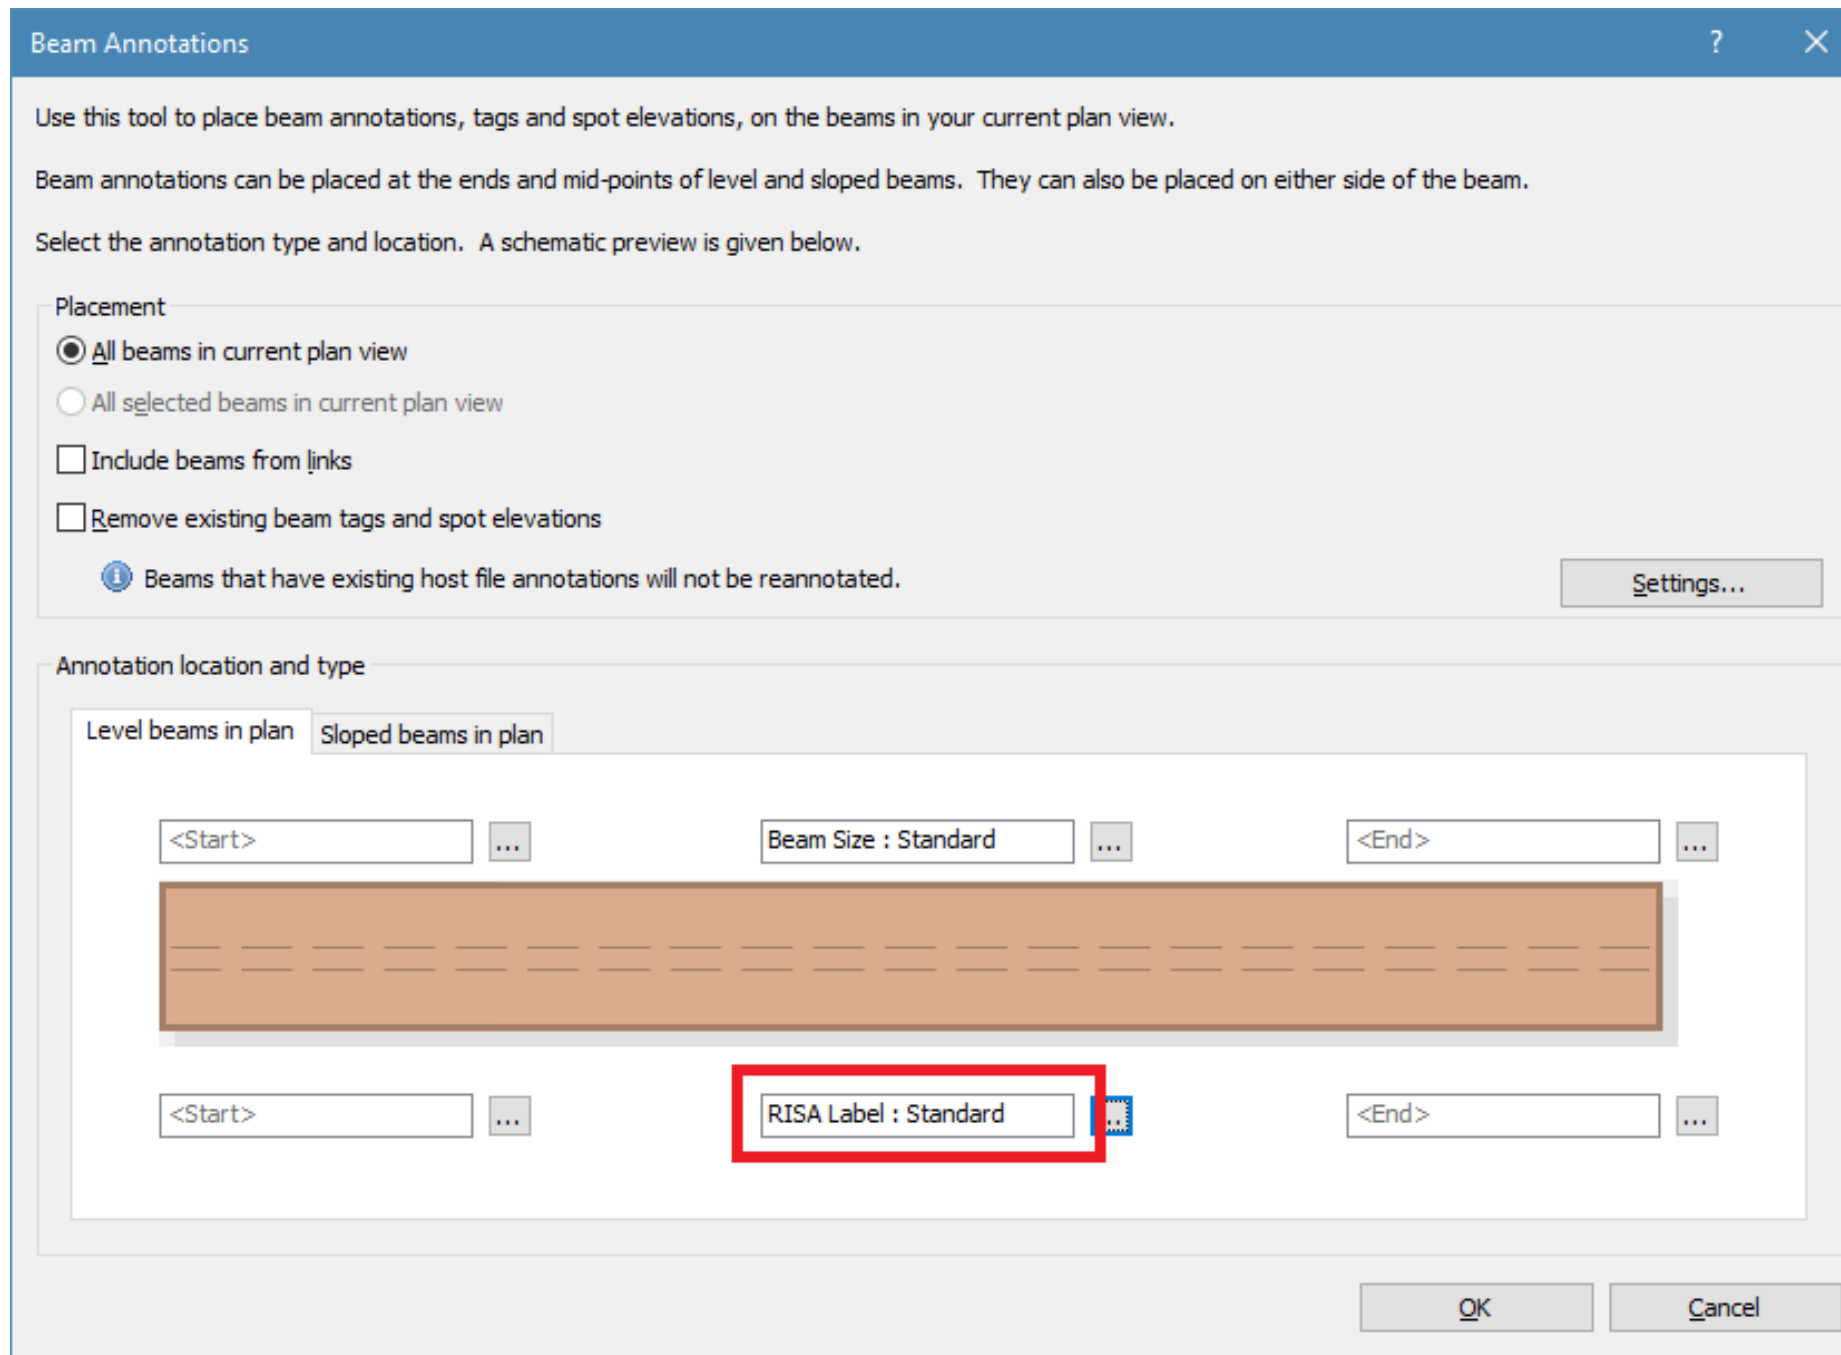 Beam Annotations ?
Use this tool to place beam annotations, tags and spot elevations, on the beams in your current plan view.
Beam annotations can be placed at the ends and mid-points of level and sloped beams.  They can also be placed on either side of the beam.
Select the annotation type and location.  A schematic preview is given below.
Placement
All beams in current plan view
All selected beams in current plan view
Include beams from links
Remove existing beam tags and spot elevations
Beams that have existing host file annotations will not be reannotated.
Settings...
Annotation location and type
Level beams in plan Sloped beams in plan
<Start> ... Beam Size : Standard ... <End> ...
<Start> ... RISA Label : Standard ... <End> ...
OK Cancel